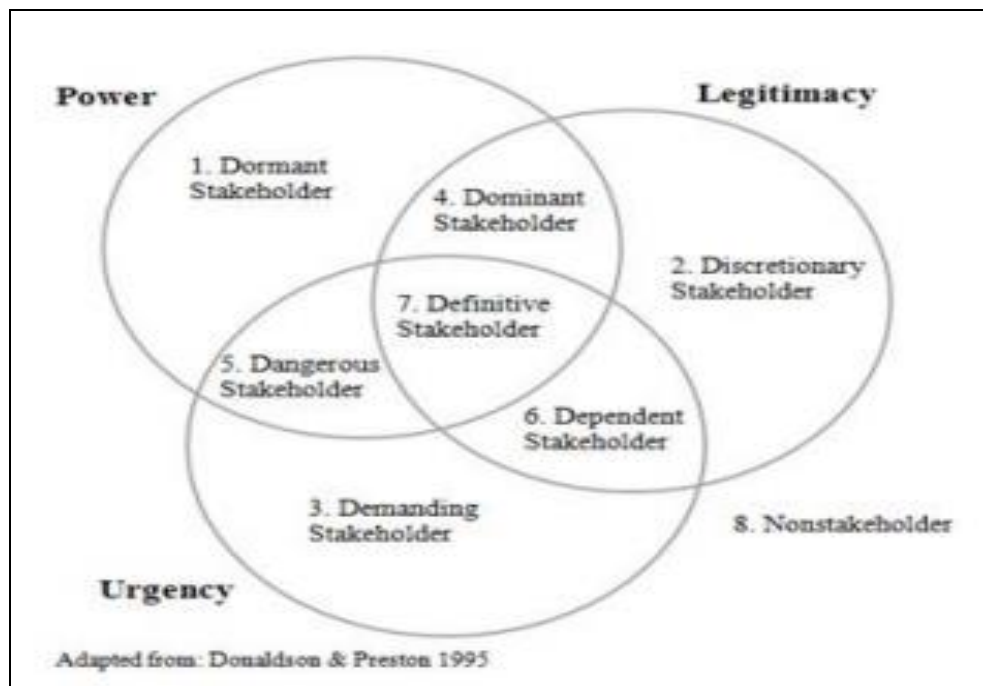 Power
Legitimacy
1. Dormant
Stakeholder
4. Dominant
Stakeholder
2. Discretionary
Stakeholder
7. Definitive
Stakeholder
5. Dangerous
Stakeholder
6. Dependent
Stakeholder
3. Demanding
Stakeholder
8. Nonstakeholder
Urgency
Adapted from: Donaldson & Preston 1995